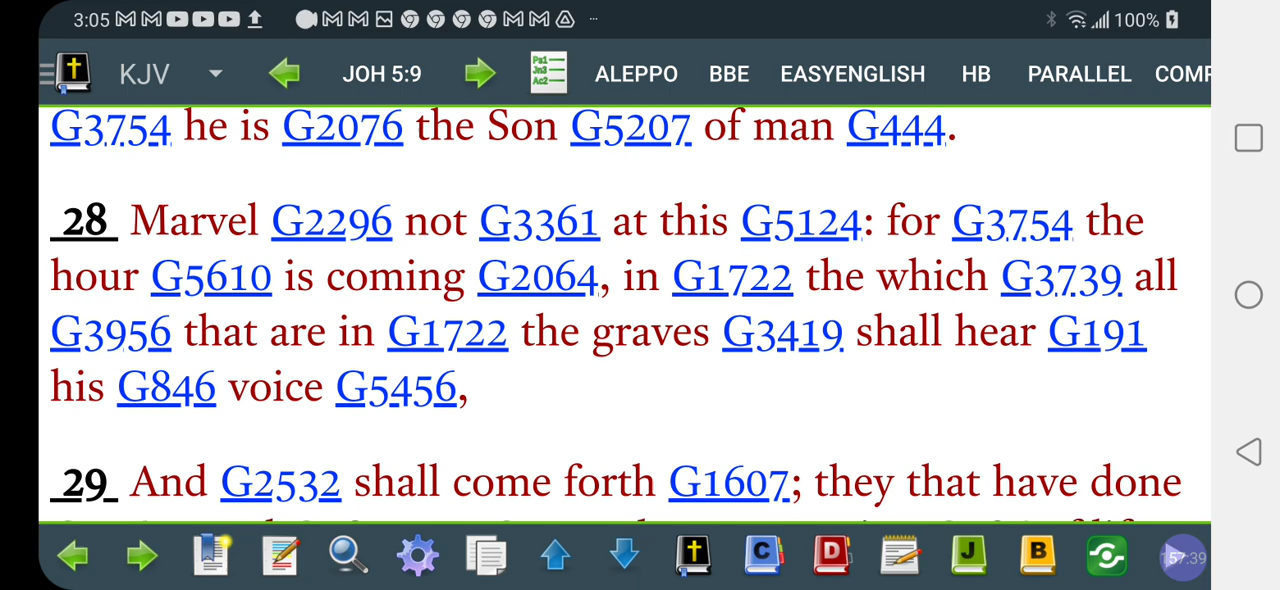 3:05 100%
KJV JOH 5:9 ALEPPO BBE EASYENGLISH HB PARALLEL
G3754 he is G2076 the Son G5207 of man G444.
28 Marvel G2296 not G3361 at this G5124: for G3754 the
hour G5610 is coming G2064, in G1722 the which G3739 all
G3956 that are in G1722 the graves G3419 shall hear G191
his G846 voice G5456,
29 And G2532 shall come forth G1607; they that have done
C D J B 57:39